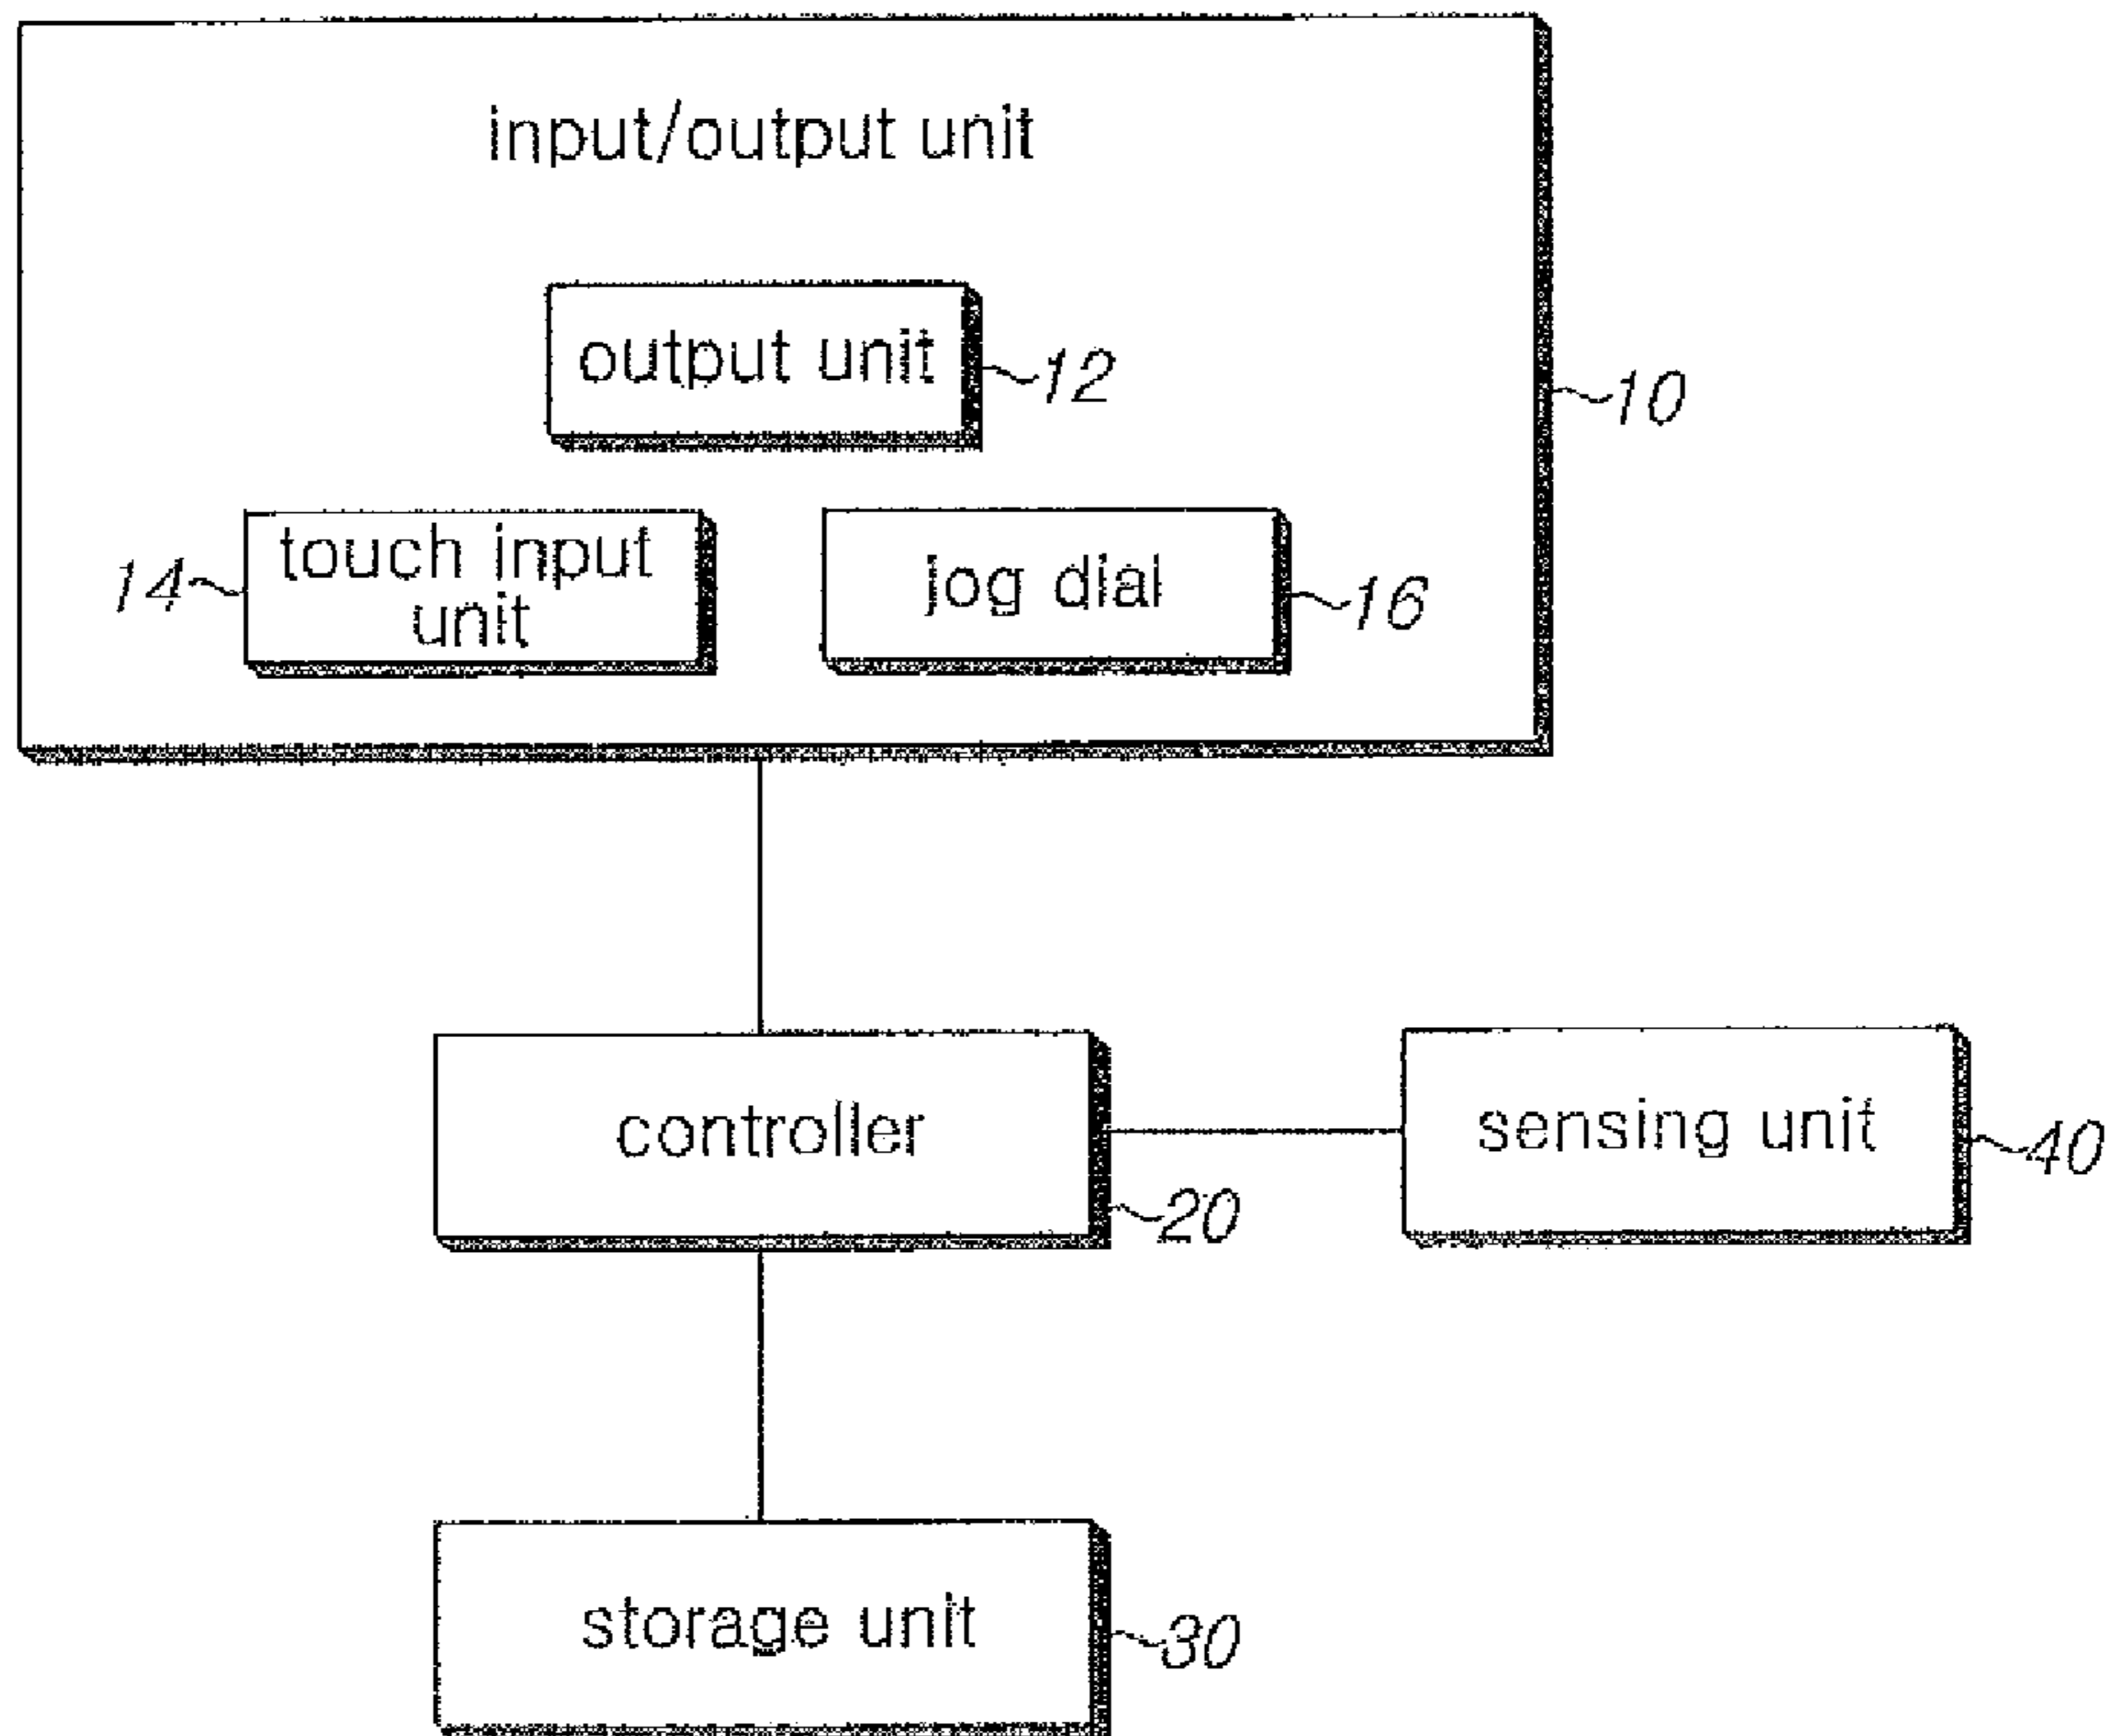 input/output unit
output unit
12
10
14
touch input
unit
jog dial
16
controller
20
sensing unit
40
storage unit
30